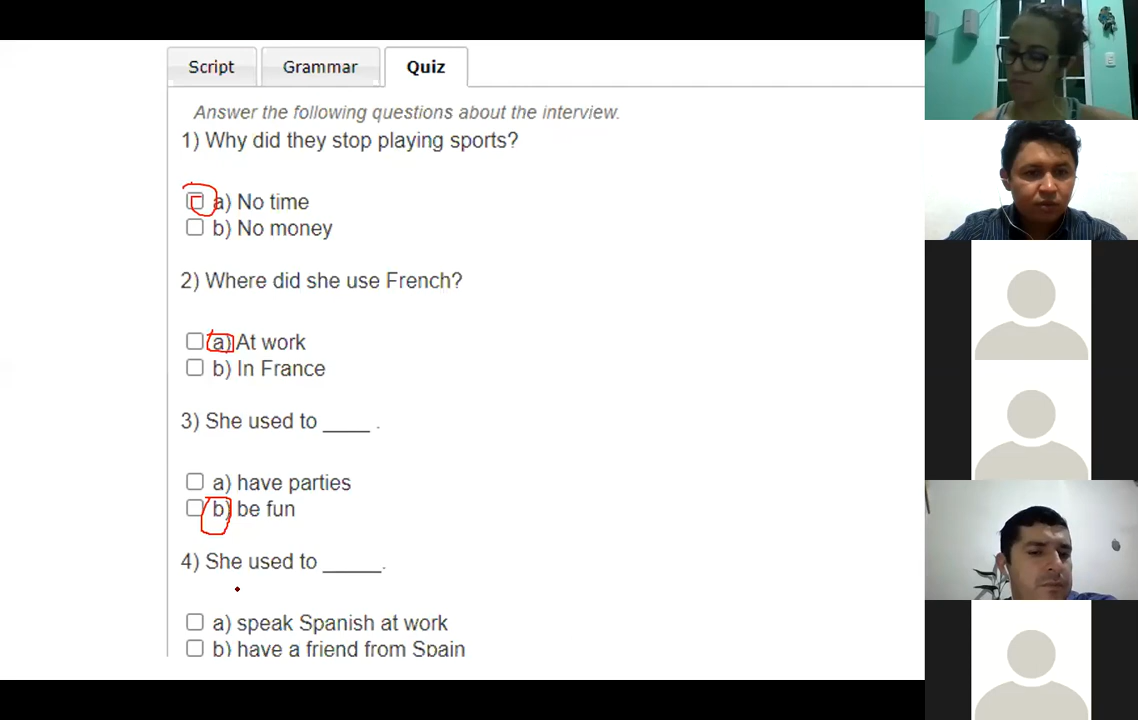 Script Grammar Quiz
Answer the following questions about the interview.
1) Why did they stop playing sports?
a) No time
b) No money
2) Where did she use French?
a) At work
b) In France
3) She used to ____ .
a) have parties
b) be fun
4) She used to _____.
a) speak Spanish at work
b) have a friend from Spain